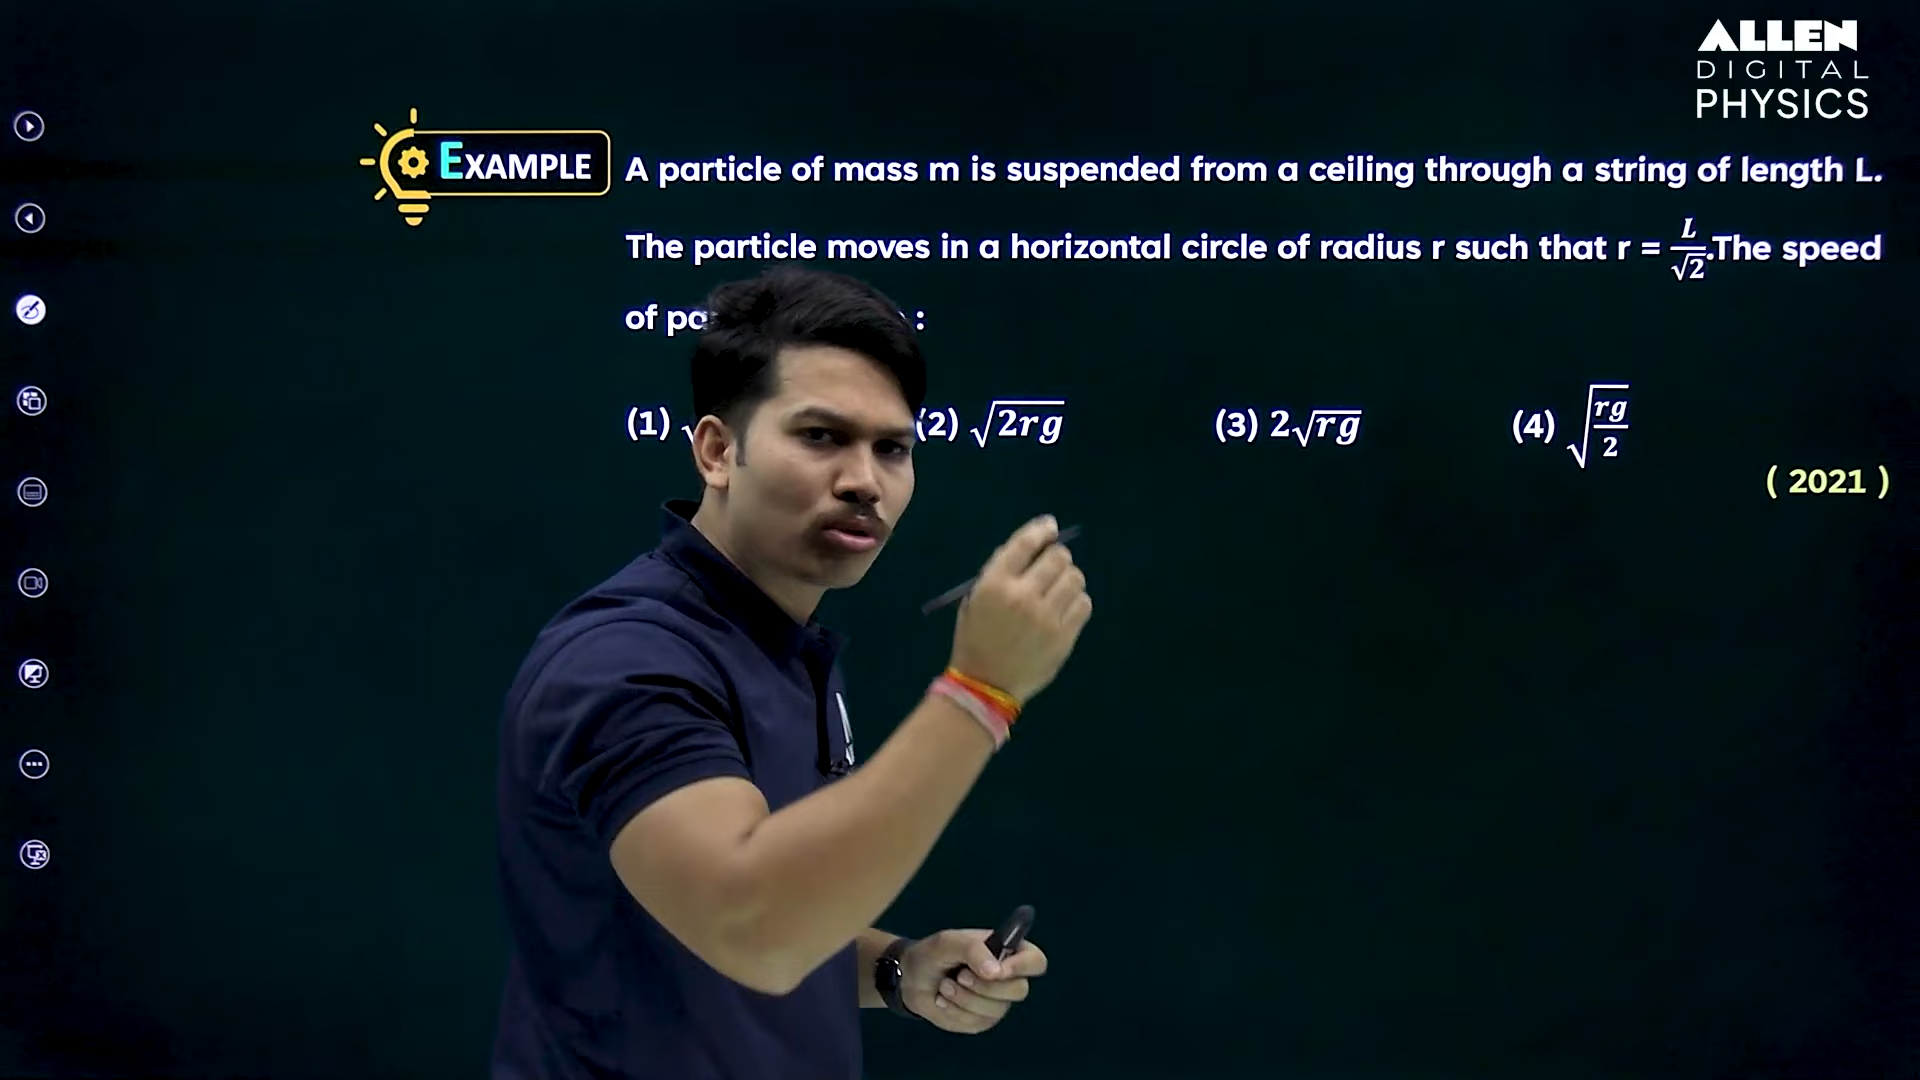 ALLEN
DIGITAL
PHYSICS
EXAMPLE
A particle of mass m is suspended from a ceiling through a string of length L.
The particle moves in a horizontal circle of radius r such that r = L/√2.The speed
of :
(1) (2) √2rg (3) 2√rg (4) √rg/2
( 2021 )